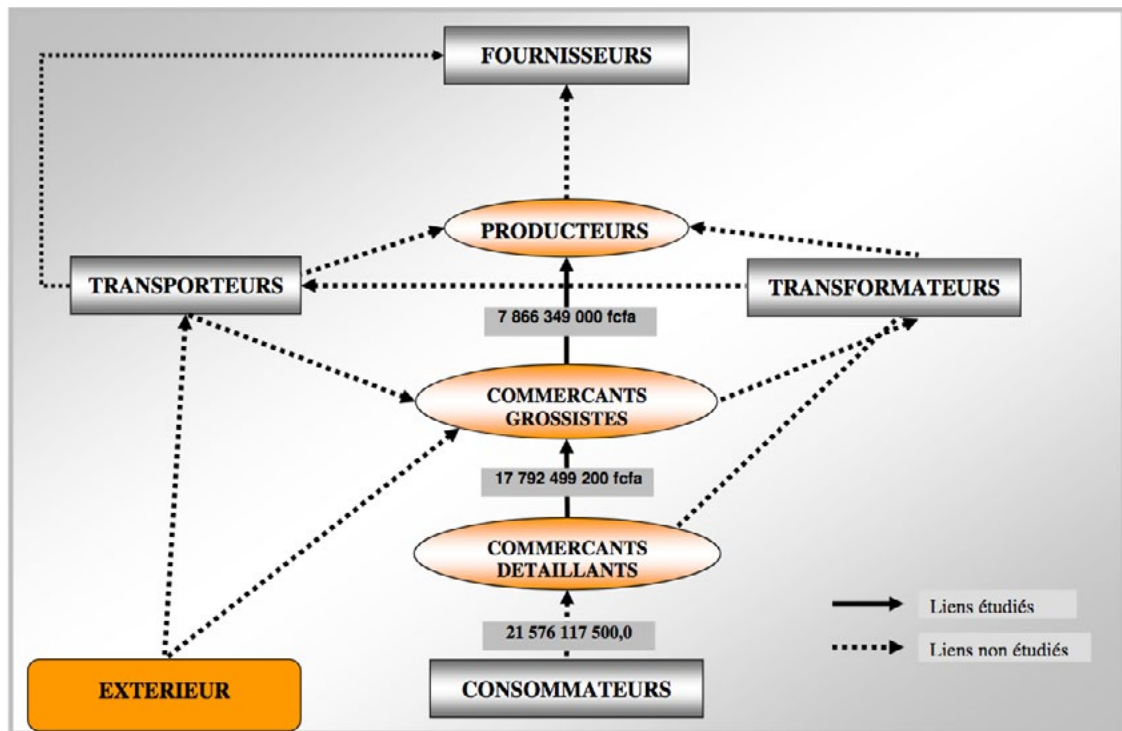 FOURNISSEURS
PRODUCTEURS
TRANSPORTEURS
TRANSFORMATEURS
7 866 349 000 fcfa
COMMERCANTS
GROSSISTES
17 792 499 200 fcfa
COMMERCANTS
DETAILLANTS
Liens étudiés
21 576 117 500,0
Liens non étudiés
EXTERIEUR
CONSOMMATEURS